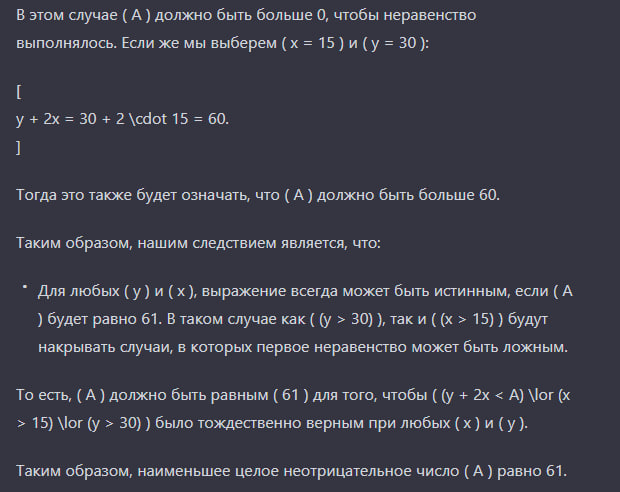 В этом случае ( A ) должно быть больше 0, чтобы неравенство
выполнялось. Если же мы выберем ( x = 15 ) и ( y = 30 ):
[
y + 2x = 30 + 2 \cdot 15 = 60.
]
Тогда это также будет означать, что ( A ) должно быть больше 60.
Таким образом, нашим следствием является, что:
• Для любых ( y ) и ( x ), выражение всегда может быть истинным, если ( A
) будет равно 61. В таком случае как ( (y > 30) ), так и ( (x > 15) ) будут
накрывать случаи, в которых первое неравенство может быть ложным.
То есть, ( A ) должно быть равным ( 61 ) для того, чтобы ( (y + 2x < A) \lor (x
> 15) \lor (y > 30) ) было тождественно верным при любых ( x ) и ( y ).
Таким образом, наименьшее целое неотрицательное число ( A ) равно 61.